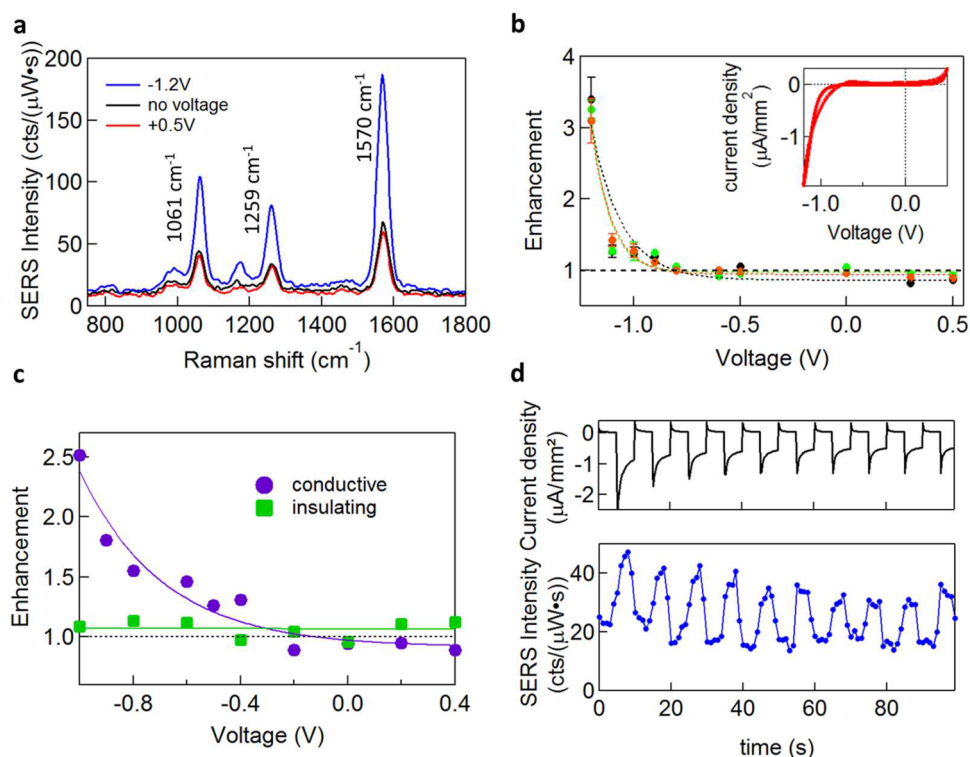 a
SERS Intensity (cts/(μW•s))
200
150
100
50
0
-1.2V
no voltage
+0.5V
1061 cm⁻¹
1259 cm⁻¹
1570 cm⁻¹
800
1000
1200
1400
1600
1800
Raman shift (cm⁻¹)
b
Enhancement
4
3
2
1
-1.0
-0.5
0.0
0.5
Voltage (V)
current density
(μA/mm²)
0
-1
-1.0
0.0
Voltage (V)
c
Enhancement
2.5
2.0
1.5
1.0
conductive
insulating
-0.8
-0.4
0.0
0.4
Voltage (V)
d
Current density
(μA/mm²)
0
-1
-2
SERS Intensity
(cts/(μW•s))
40
20
0
0
20
40
60
80
time (s)